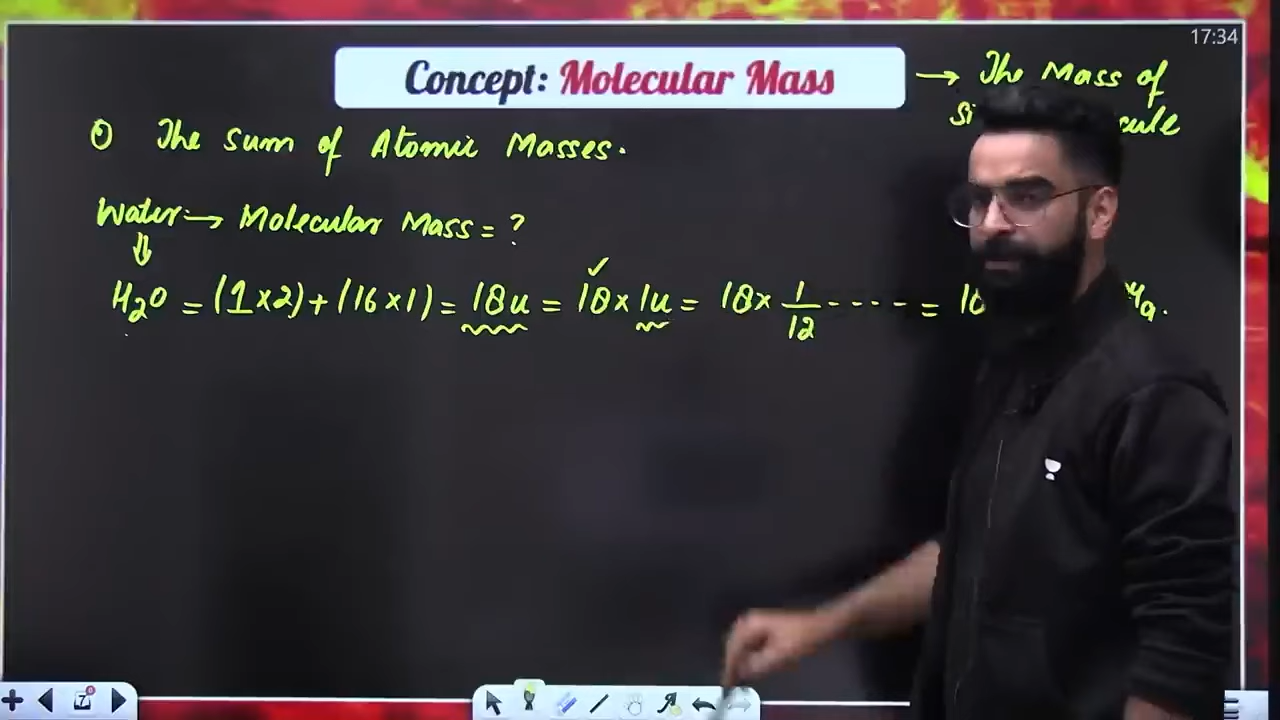 17:34
Concept: Molecular Mass → The Mass of
① The Sum of Atomic Masses.
Water → Molecular Mass = ?
⇓
H₂O = (1×2) + (16×1) = 18u = 18 × 1u = 18 × 1/12 ---- =
7